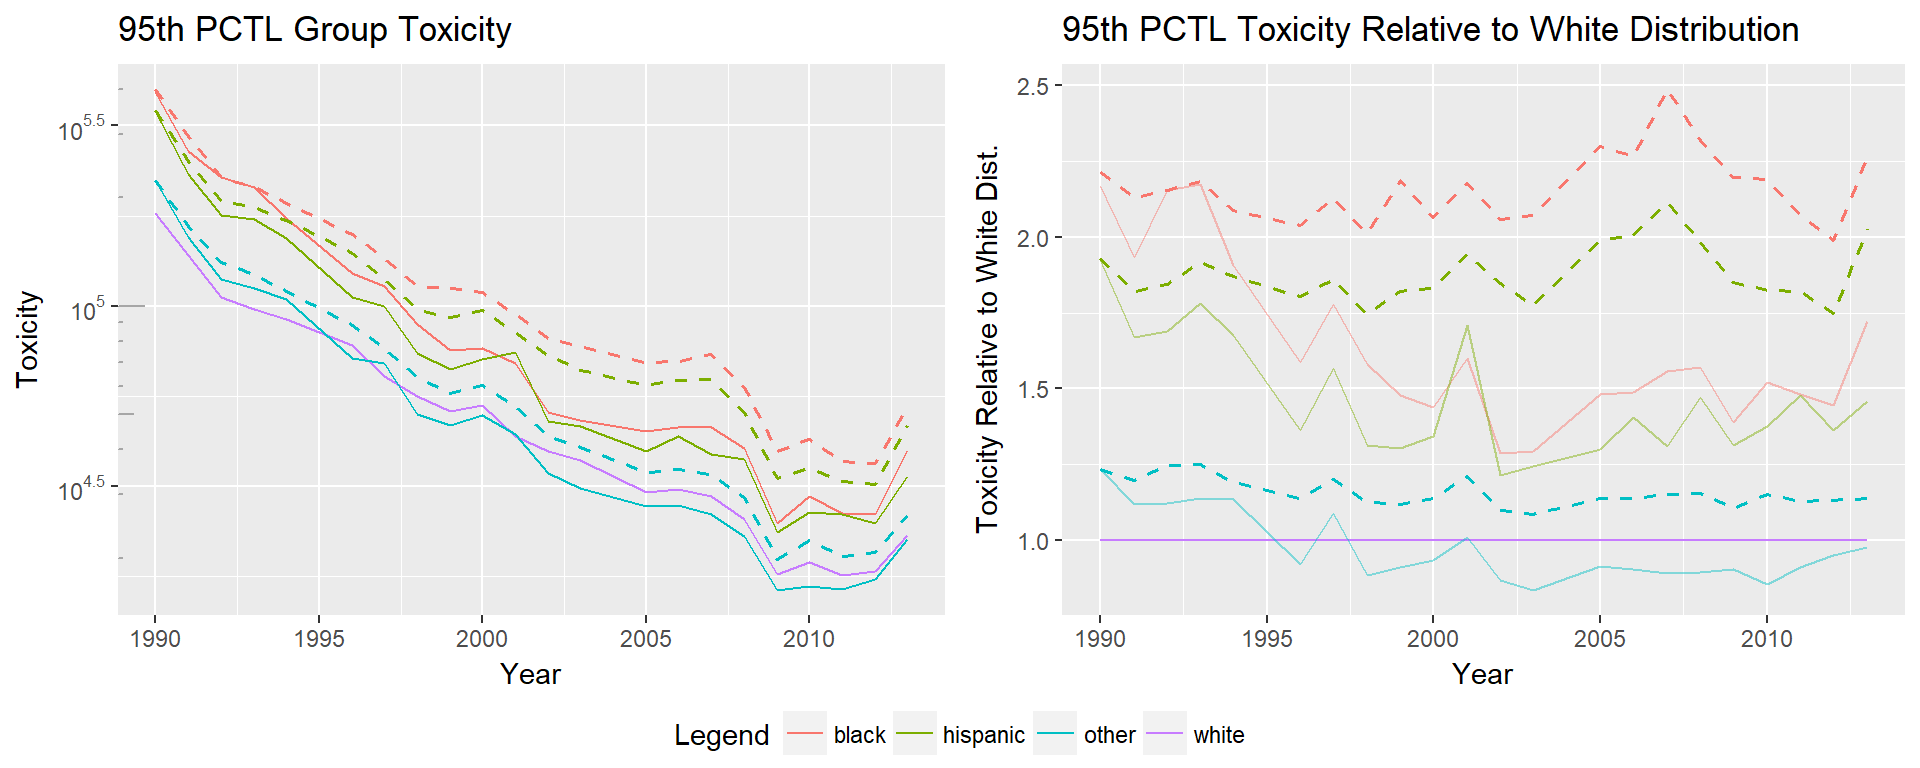 95th PCTL Group Toxicity
10^5.5
10^5
10^4.5
Toxicity
1990 1995 2000 2005 2010
Year
95th PCTL Toxicity Relative to White Distribution
2.5
2.0
1.5
1.0
Toxicity Relative to White Dist.
1990 1995 2000 2005 2010
Year
Legend black hispanic other white